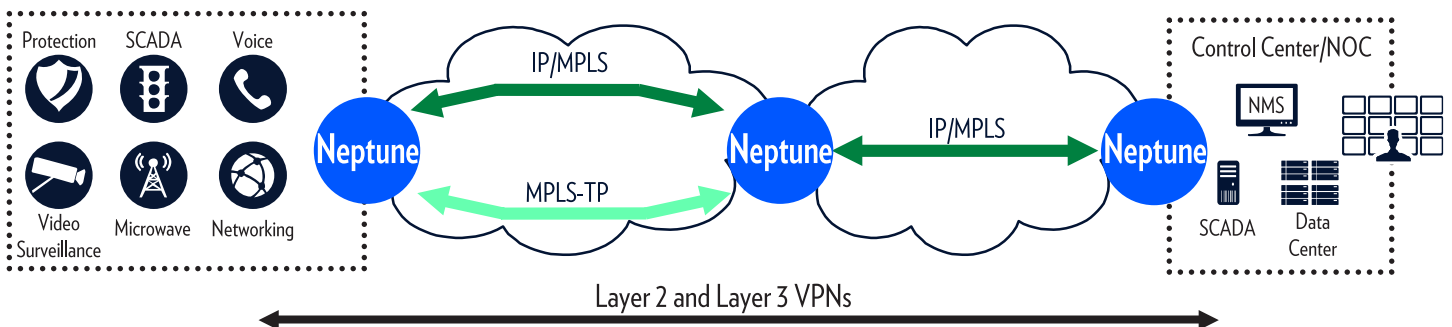 Protection
SCADA
Voice
Video
Surveillance
Microwave
Networking
Neptune
IP/MPLS
MPLS-TP
Neptune
IP/MPLS
Neptune
Control Center/NOC
NMS
SCADA
Data
Center
Layer 2 and Layer 3 VPNs